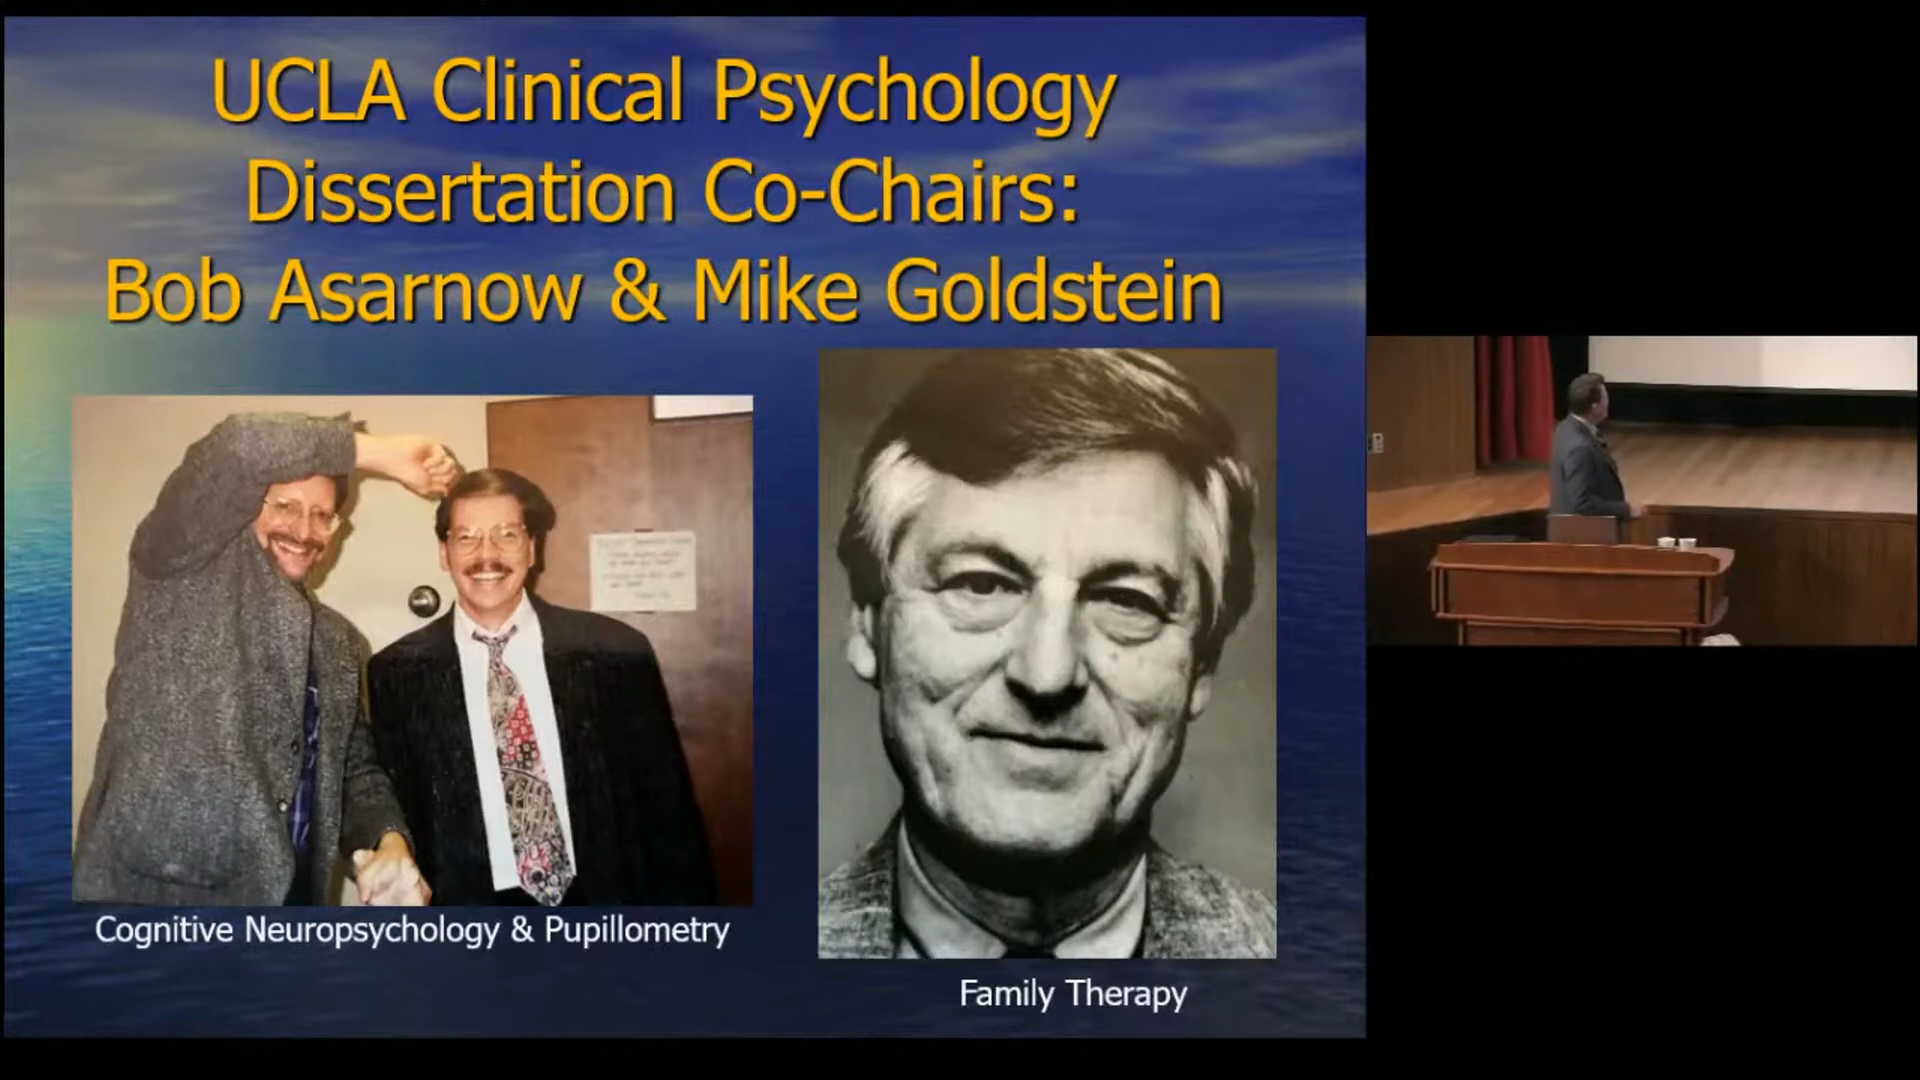 UCLA Clinical Psychology
Dissertation Co-Chairs:
Bob Asarnow & Mike Goldstein
Cognitive Neuropsychology & Pupillometry
Family Therapy